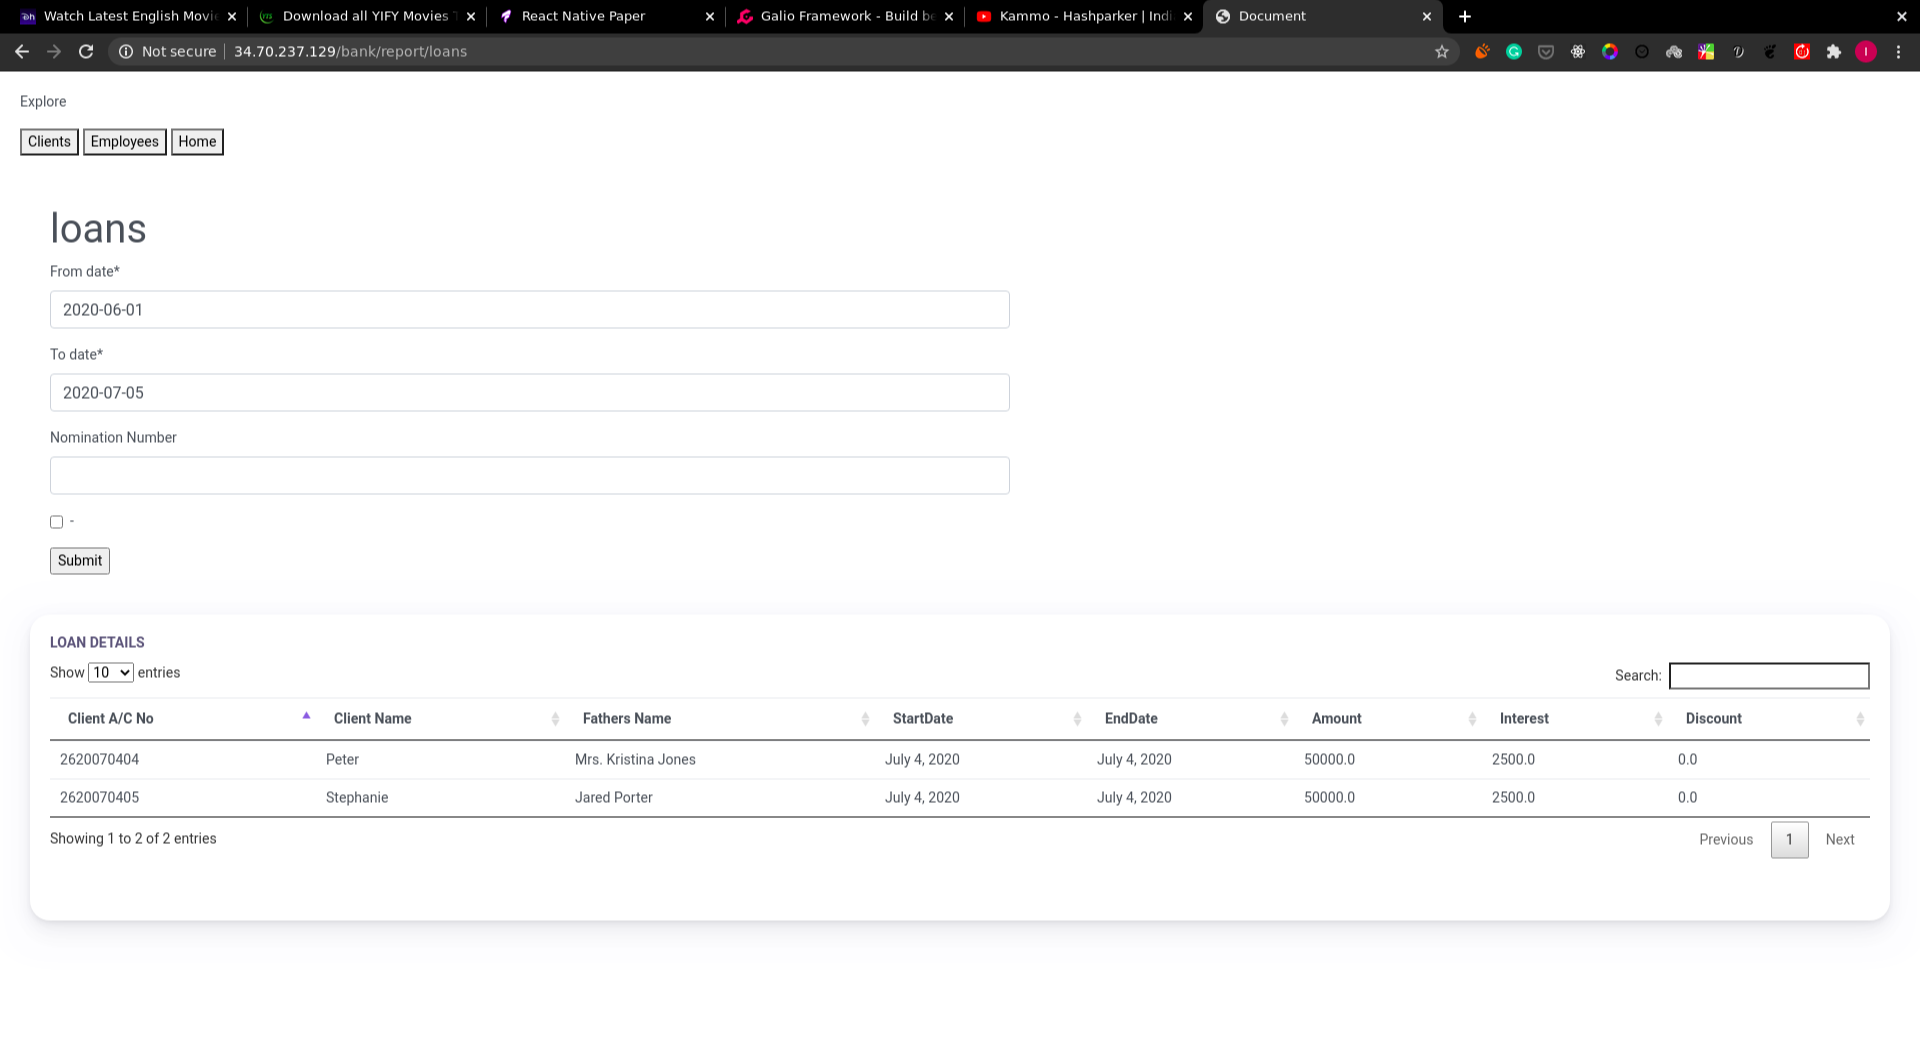 Watch Latest English Movi
Download all YIFY Movies T
React Native Paper
Galio Framework - Build be
Kammo - Hashparker | Indi
Document
Not secure 34.70.237.129/bank/report/loans
Explore
Clients Employees Home
loans
From date*
2020-06-01
To date*
2020-07-05
Nomination Number
-
Submit
LOAN DETAILS
Show 10 entries
Search:
Client A/C No Client Name Fathers Name StartDate EndDate Amount Interest Discount
2620070404 Peter Mrs. Kristina Jones July 4, 2020 July 4, 2020 50000.0 2500.0 0.0
2620070405 Stephanie Jared Porter July 4, 2020 July 4, 2020 50000.0 2500.0 0.0
Showing 1 to 2 of 2 entries
Previous 1 Next